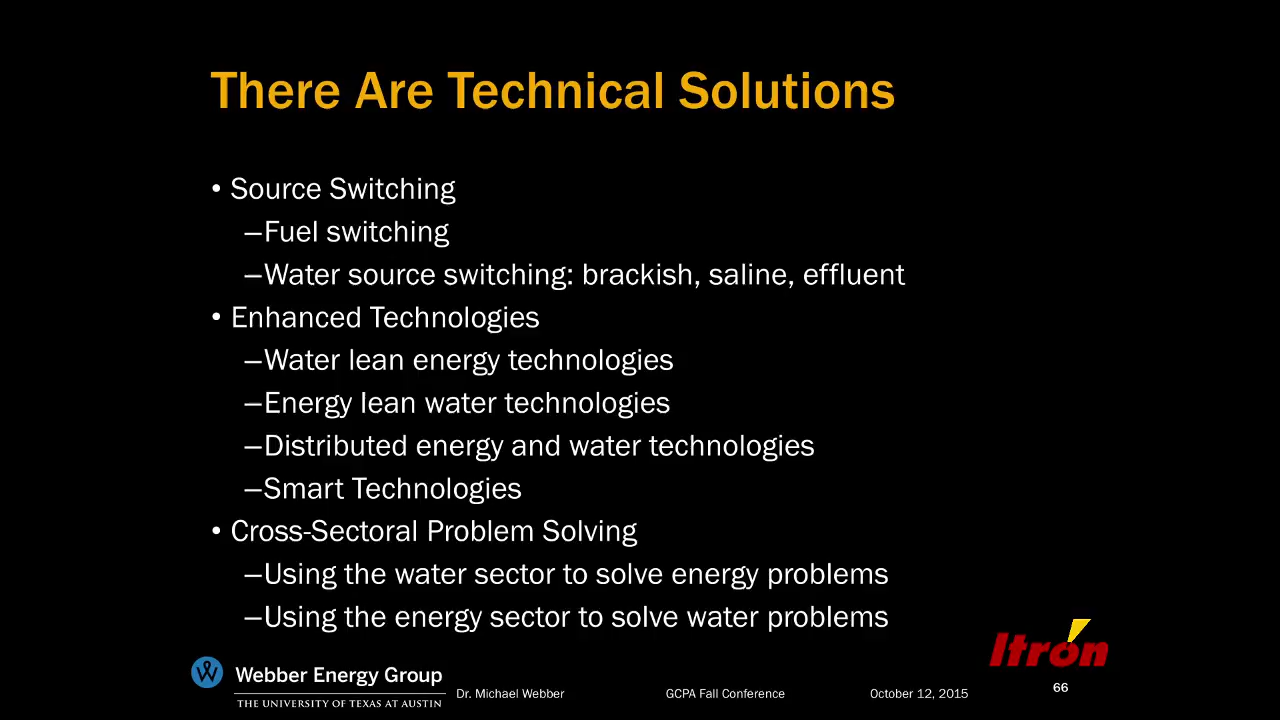 There Are Technical Solutions
• Source Switching
–Fuel switching
–Water source switching: brackish, saline, effluent
• Enhanced Technologies
–Water lean energy technologies
–Energy lean water technologies
–Distributed energy and water technologies
–Smart Technologies
• Cross-Sectoral Problem Solving
–Using the water sector to solve energy problems
–Using the energy sector to solve water problems
Itron
W Webber Energy Group
THE UNIVERSITY OF TEXAS AT AUSTIN
Dr. Michael Webber GCPA Fall Conference October 12, 2015 66